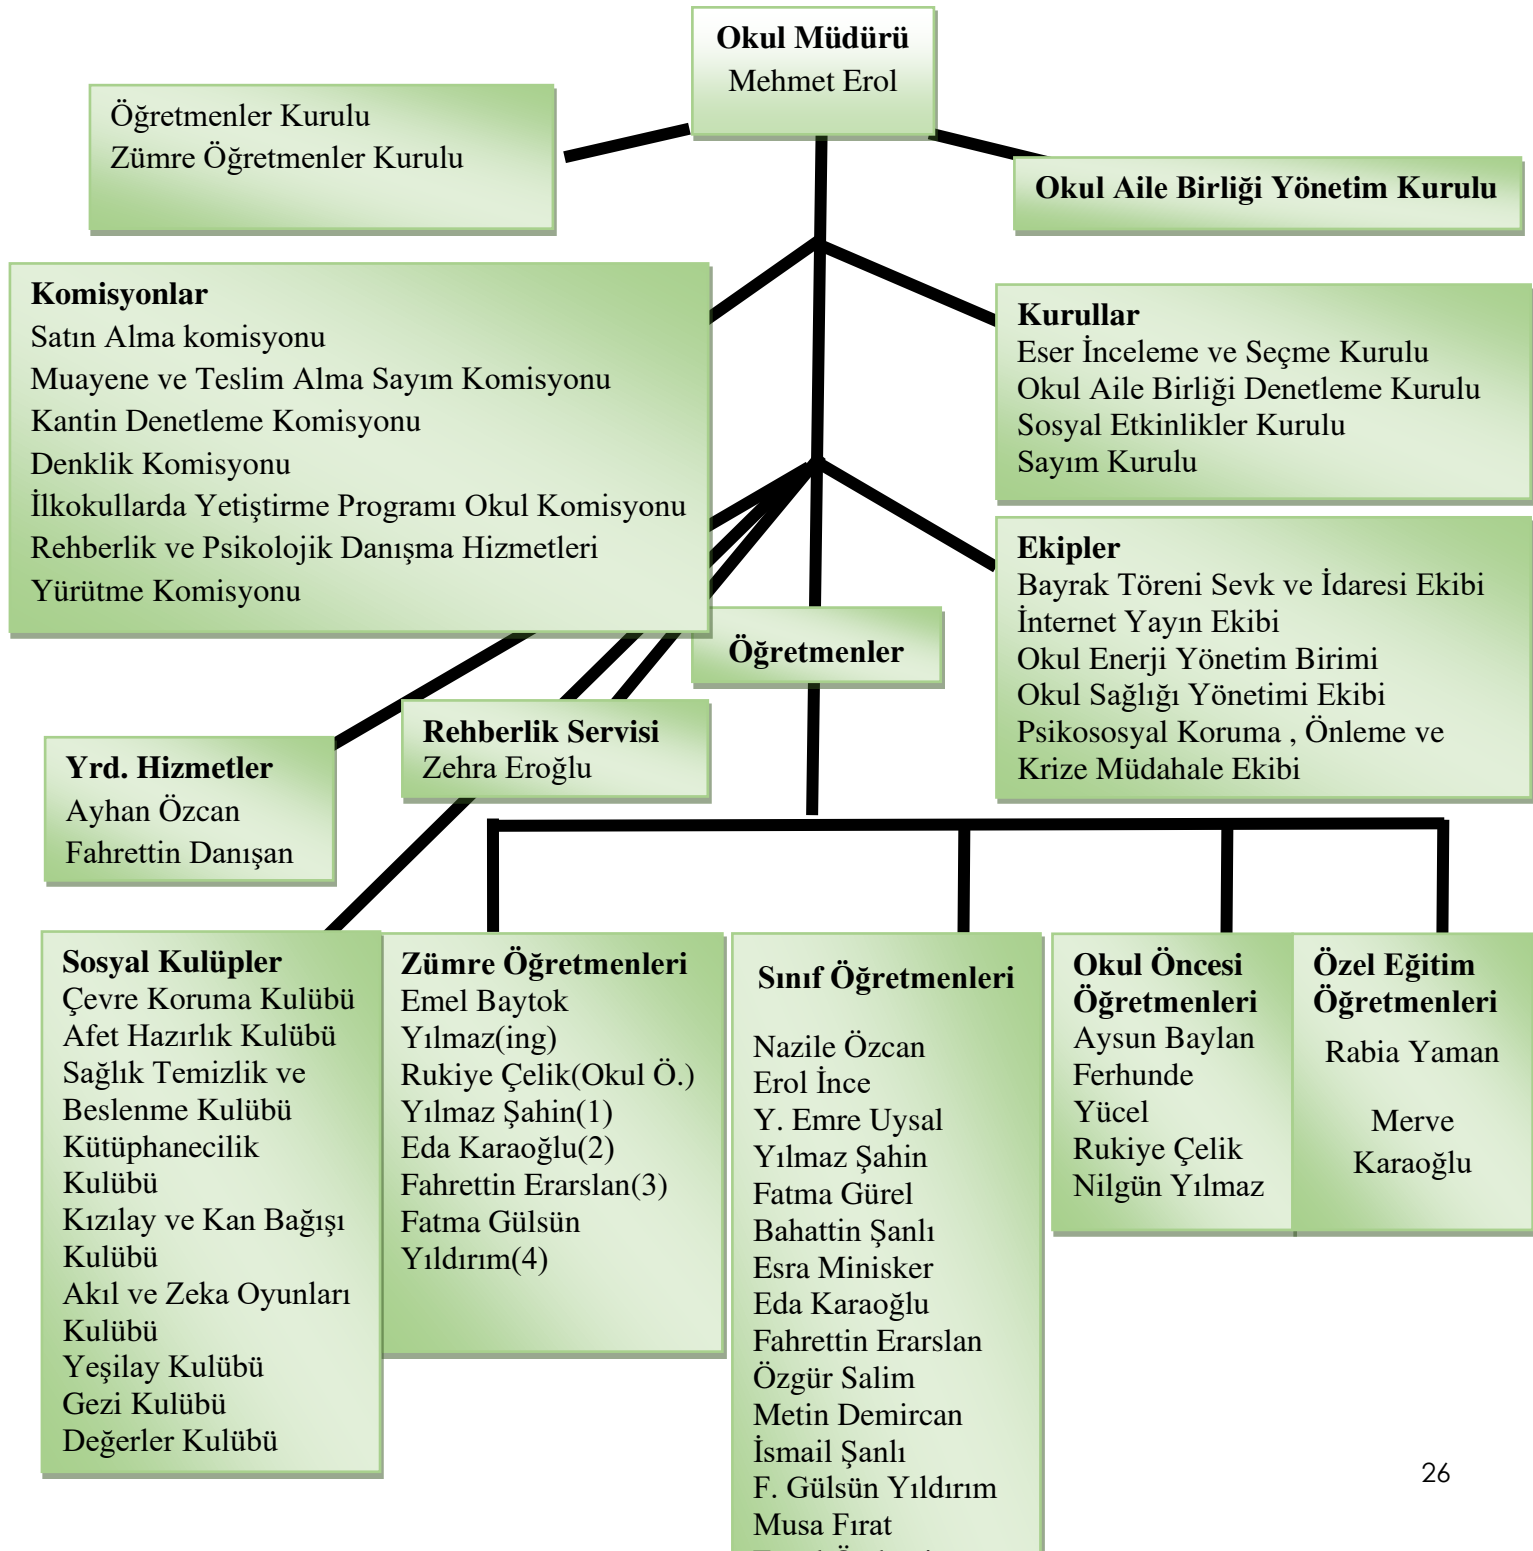 Okul Müdürü
Mehmet Erol
Öğretmenler Kurulu
Zümre Öğretmenler Kurulu
Okul Aile Birliği Yönetim Kurulu
Komisyonlar
Satın Alma komisyonu
Muayene ve Teslim Alma Sayım Komisyonu
Kantin Denetleme Komisyonu
Denklik Komisyonu
İlkokullarda Yetiştirme Programı Okul Komisyonu
Rehberlik ve Psikolojik Danışma Hizmetleri
Yürütme Komisyonu
Kurullar
Eser İnceleme ve Seçme Kurulu
Okul Aile Birliği Denetleme Kurulu
Sosyal Etkinlikler Kurulu
Sayım Kurulu
Ekipler
Bayrak Töreni Sevk ve İdaresi Ekibi
İnternet Yayın Ekibi
Okul Enerji Yönetim Birimi
Okul Sağlığı Yönetimi Ekibi
Psikososyal Koruma , Önleme ve
Krize Müdahale Ekibi
Öğretmenler
Rehberlik Servisi
Zehra Eroğlu
Yrd. Hizmetler
Ayhan Özcan
Fahrettin Danışan
Sosyal Kulüpler
Çevre Koruma Kulübü
Afet Hazırlık Kulübü
Sağlık Temizlik ve
Beslenme Kulübü
Kütüphanecilik
Kulübü
Kızılay ve Kan Bağışı
Kulübü
Akıl ve Zeka Oyunları
Kulübü
Yeşilay Kulübü
Gezi Kulübü
Değerler Kulübü
Zümre Öğretmenleri
Emel Baytok
Yılmaz(ing)
Rukiye Çelik(Okul Ö.)
Yılmaz Şahin(1)
Eda Karaoğlu(2)
Fahrettin Erarslan(3)
Fatma Gülsün
Yıldırım(4)
Sınıf Öğretmenleri
Nazile Özcan
Erol İnce
Y. Emre Uysal
Yılmaz Şahin
Fatma Gürel
Bahattin Şanlı
Esra Minisker
Eda Karaoğlu
Fahrettin Erarslan
Özgür Salim
Metin Demircan
İsmail Şanlı
F. Gülsün Yıldırım
Musa Fırat
Okul Öncesi
Öğretmenleri
Aysun Baylan
Ferhunde
Yücel
Rukiye Çelik
Nilgün Yılmaz
Özel Eğitim
Öğretmenleri
Rabia Yaman
Merve
Karaoğlu
26